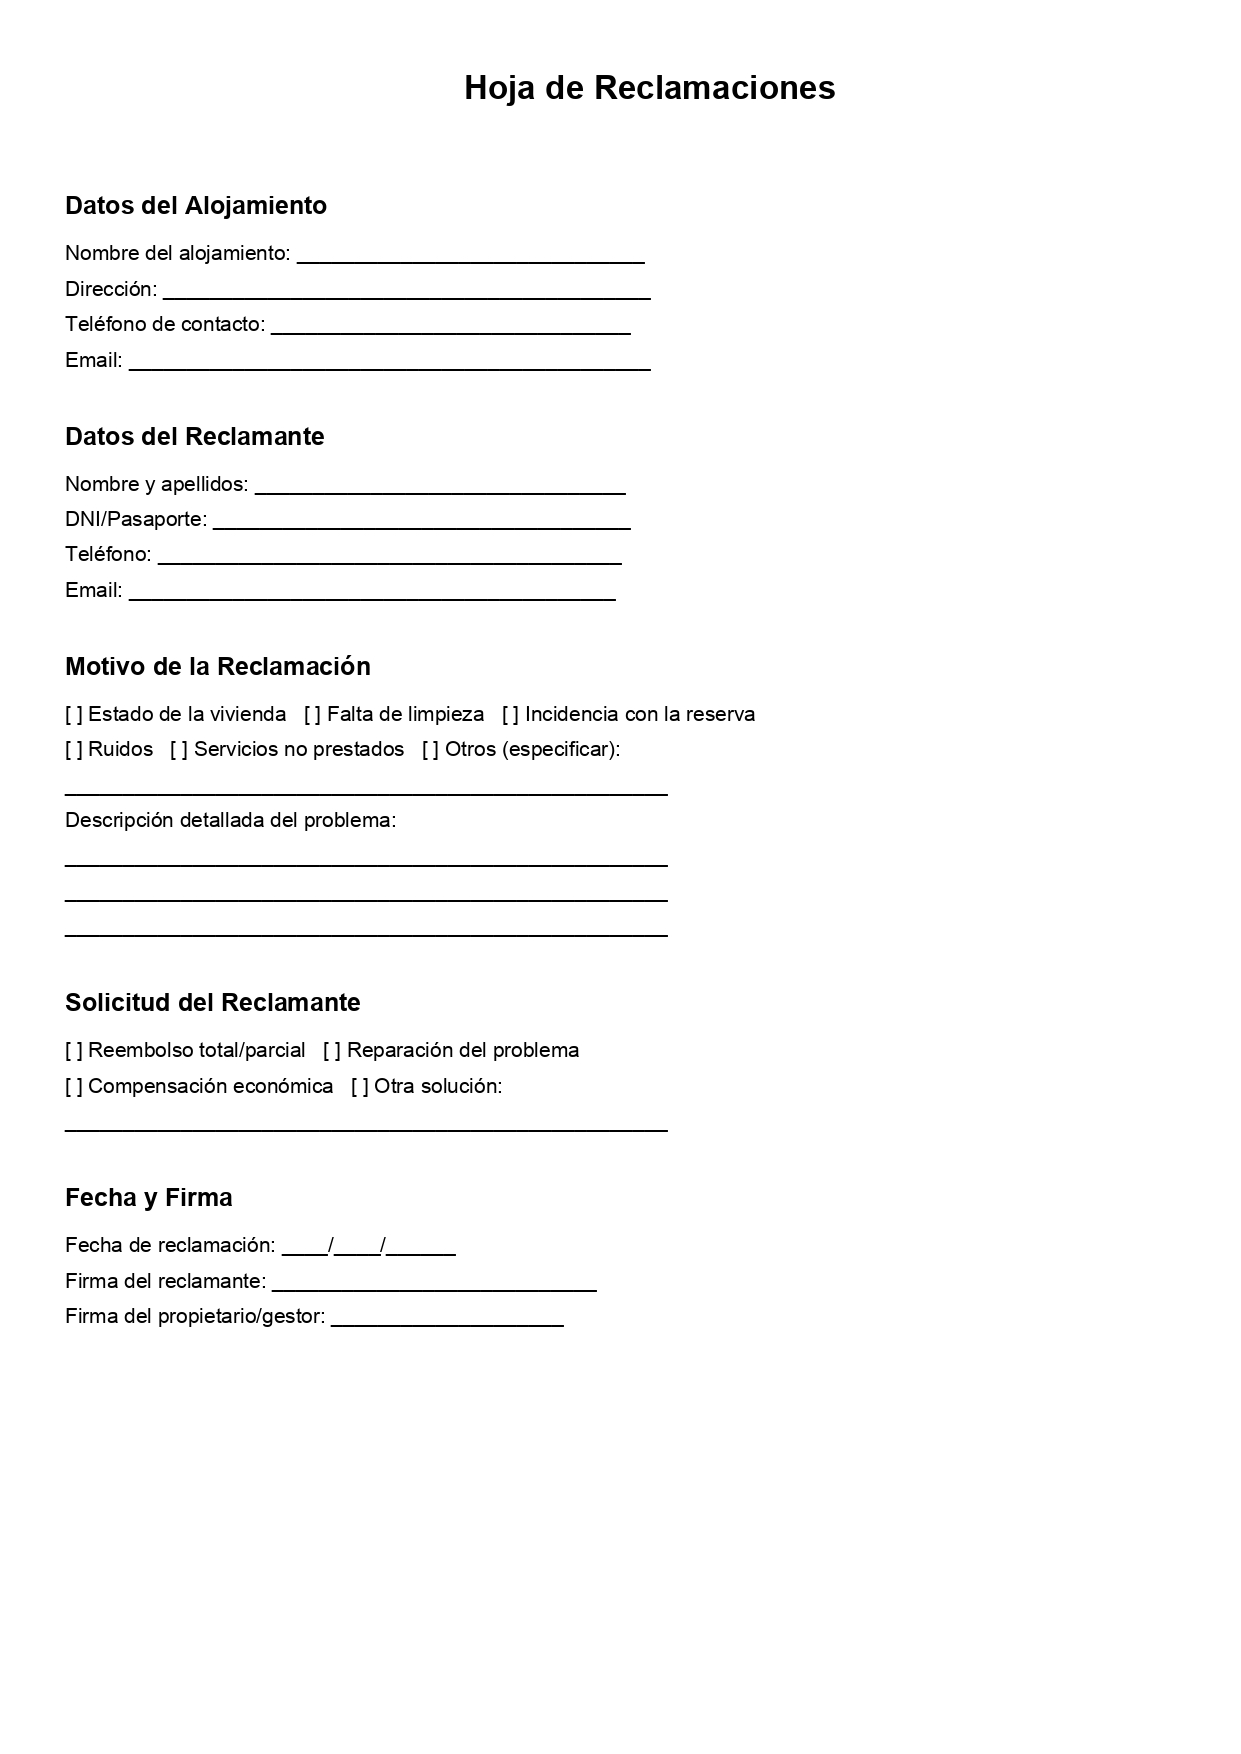 Hoja de Reclamaciones
Datos del Alojamiento
Nombre del alojamiento: ______________________________
Dirección: __________________________________________
Teléfono de contacto: _______________________________
Email: _____________________________________________
Datos del Reclamante
Nombre y apellidos: ________________________________
DNI/Pasaporte: ____________________________________
Teléfono: ________________________________________
Email: __________________________________________
Motivo de la Reclamación
[ ] Estado de la vivienda [ ] Falta de limpieza [ ] Incidencia con la reserva
[ ] Ruidos [ ] Servicios no prestados [ ] Otros (especificar):
____________________________________________________
Descripción detallada del problema:
____________________________________________________
____________________________________________________
____________________________________________________
Solicitud del Reclamante
[ ] Reembolso total/parcial [ ] Reparación del problema
[ ] Compensación económica [ ] Otra solución:
____________________________________________________
Fecha y Firma
Fecha de reclamación: ____/____/______
Firma del reclamante: ____________________________
Firma del propietario/gestor: ____________________